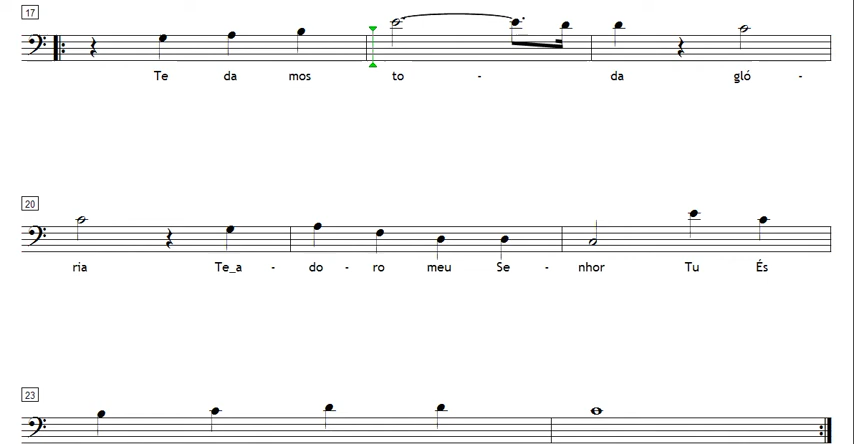 17
Te da mos to - da gló -
20
ria Te_a - do - ro meu Se - nhor Tu És
23